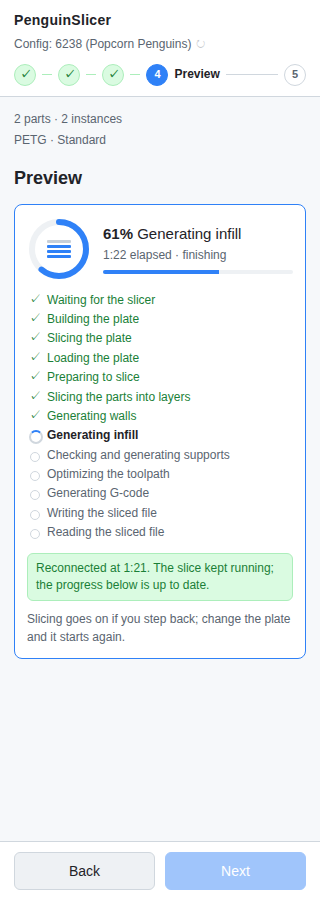 PenguinSlicer
Config: 6238 (Popcorn Penguins)
4 Preview 5
2 parts · 2 instances
PETG · Standard
Preview
61% Generating infill
1:22 elapsed · finishing
Waiting for the slicer
Building the plate
Slicing the plate
Loading the plate
Preparing to slice
Slicing the parts into layers
Generating walls
Generating infill
Checking and generating supports
Optimizing the toolpath
Generating G-code
Writing the sliced file
Reading the sliced file
Reconnected at 1:21. The slice kept running;
the progress below is up to date.
Slicing goes on if you step back; change the plate
and it starts again.
Back Next